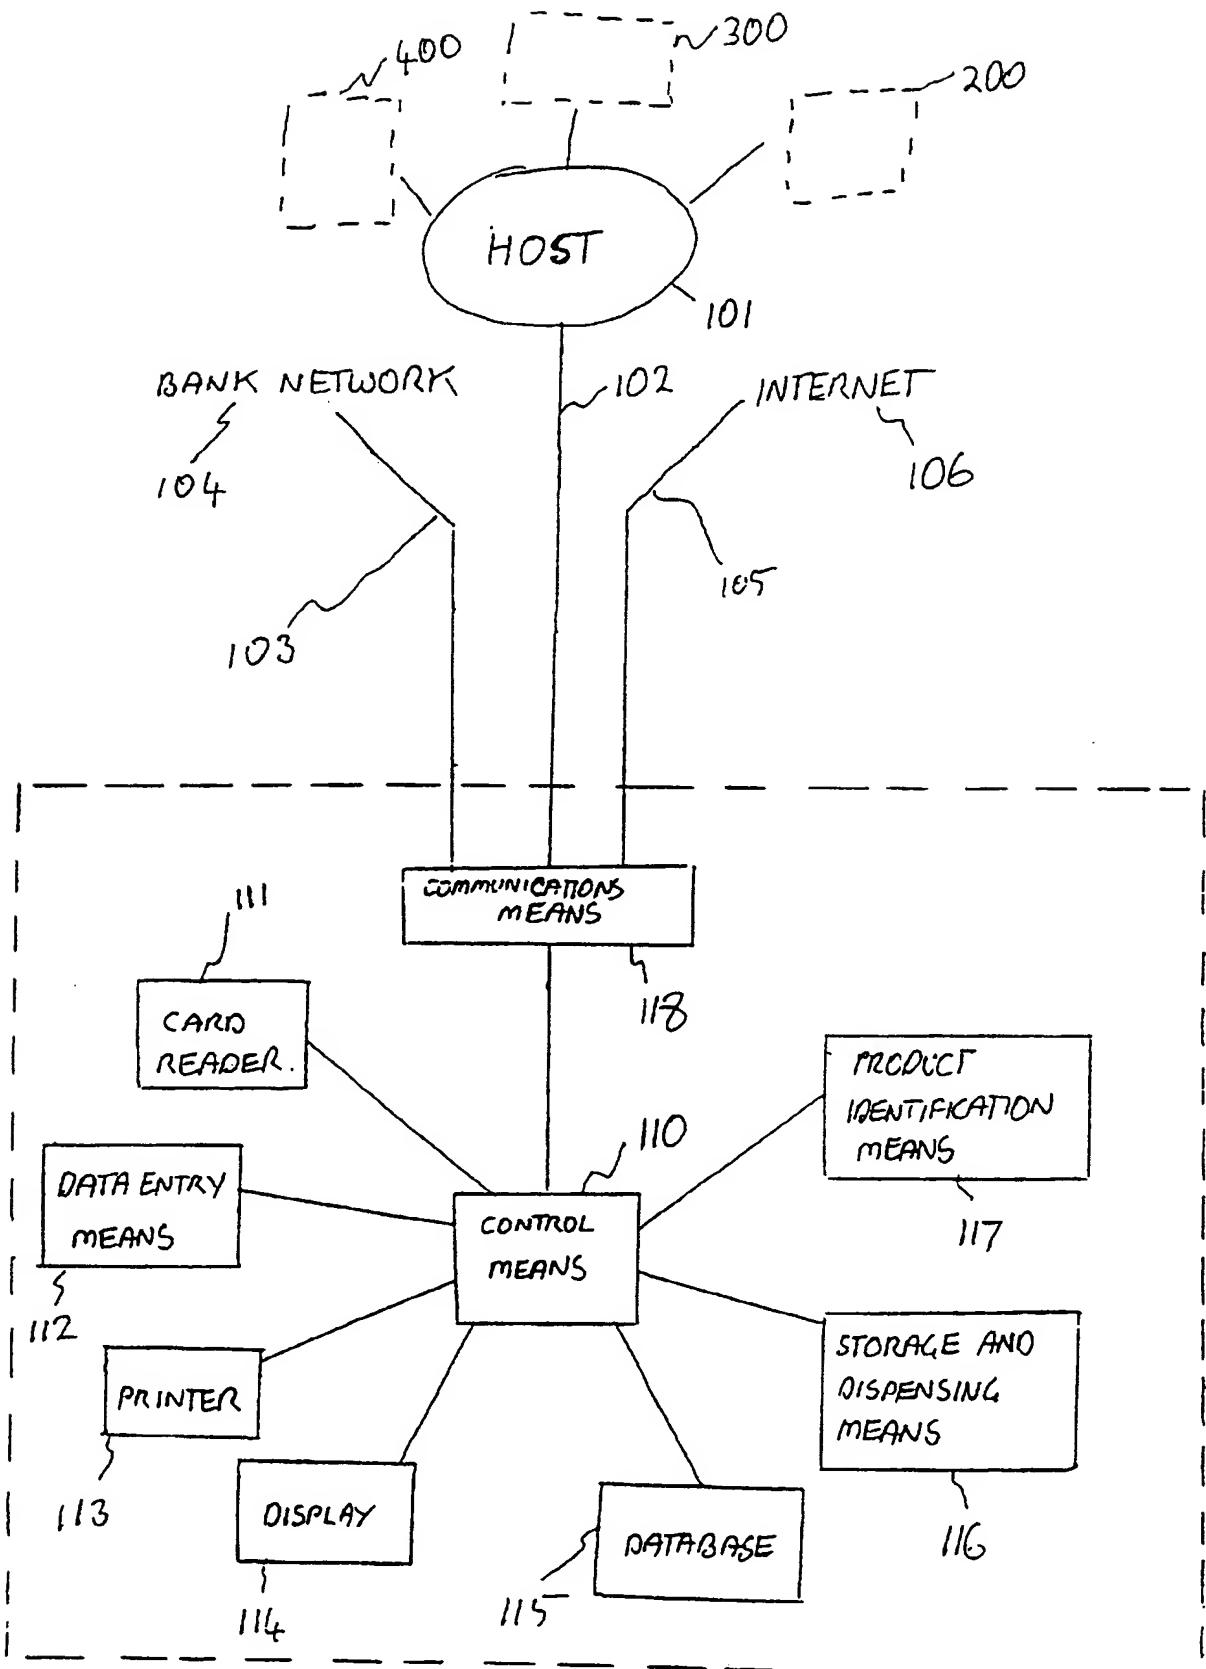 400
300
200
HOST
101
BANK NETWORK
102
INTERNET
104
106
105
103
COMMUNICATIONS
MEANS
111
118
CARD
READER.
PRODUCT
IDENTIFICATION
MEANS
110
117
DATA ENTRY
MEANS
CONTROL
MEANS
112
STORAGE AND
DISPENSING
MEANS
PRINTER
113
DISPLAY
DATABASE
116
114
115